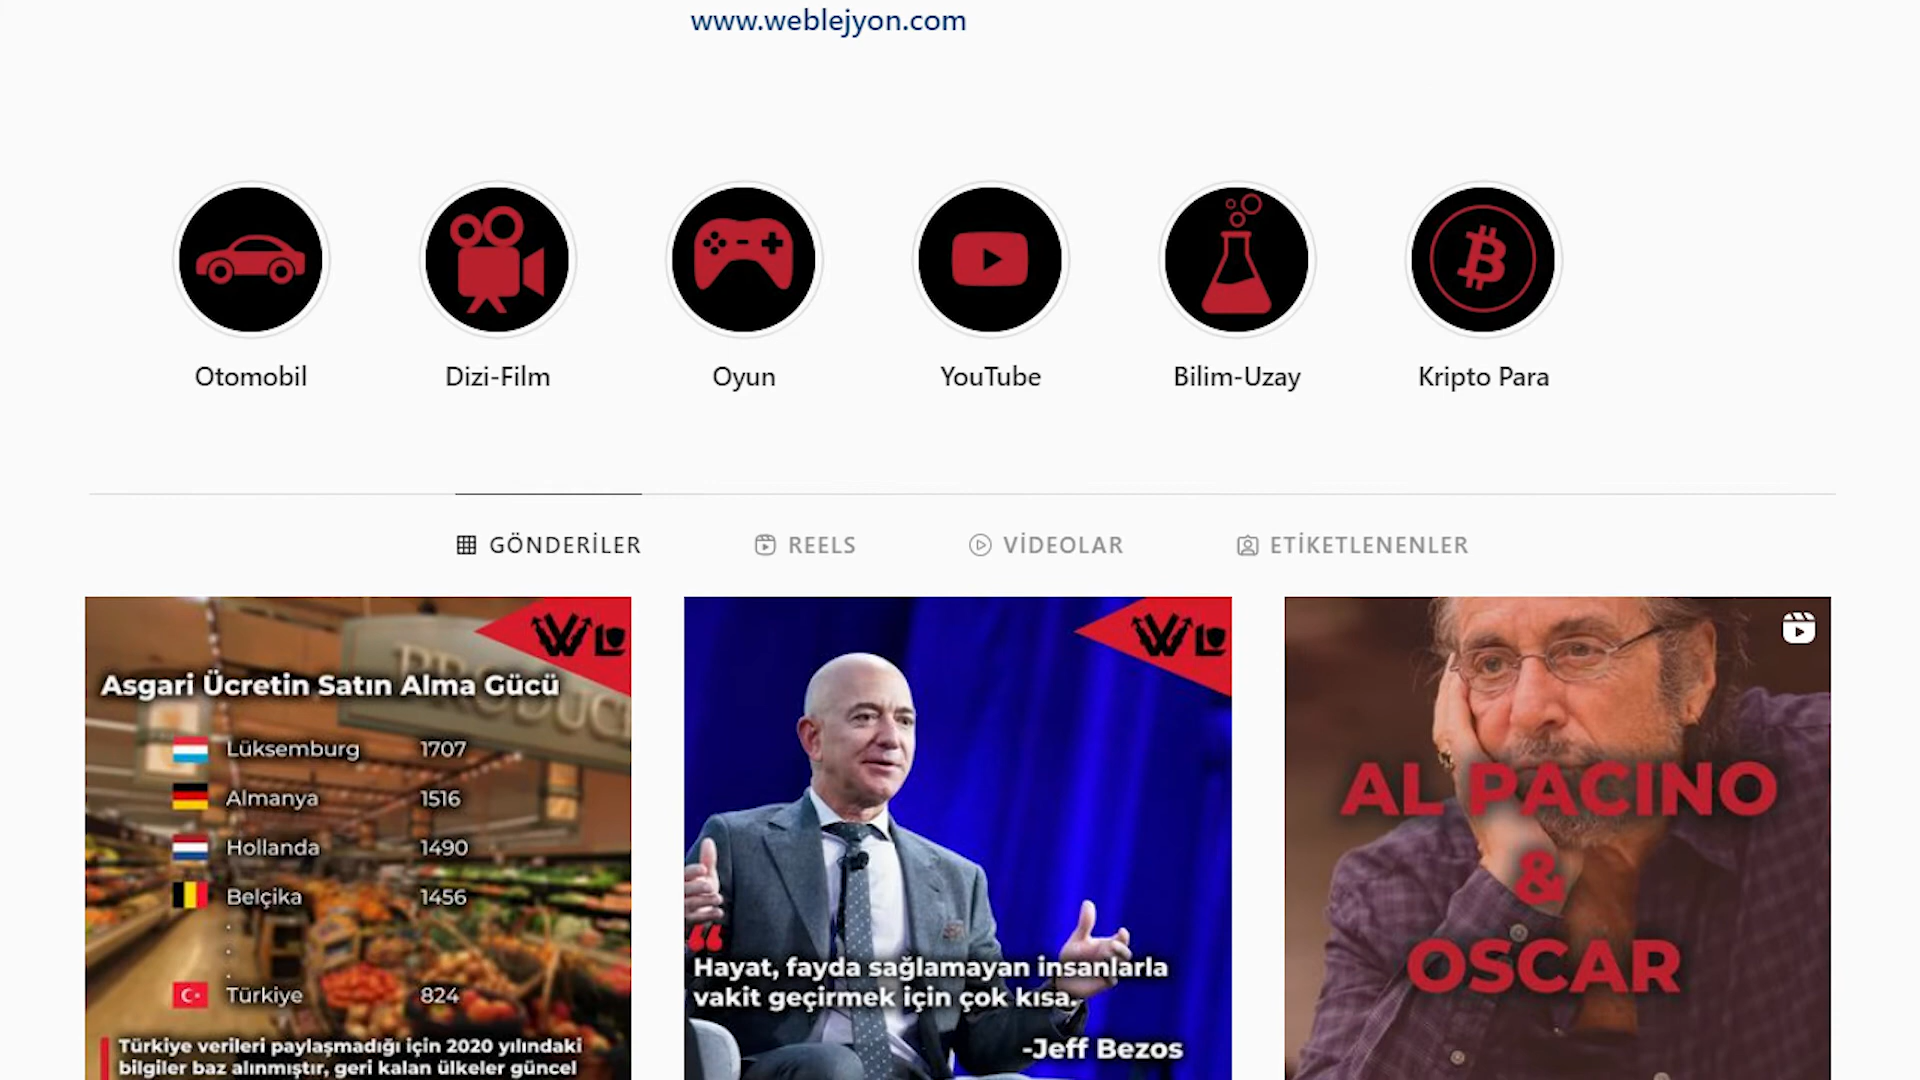 www.weblejyon.com
Otomobil
Dizi-Film
Oyun
YouTube
Bilim-Uzay
Kripto Para
GÖNDERİLER
REELS
VİDEOLAR
ETİKETLENENLER
WL
PRODUC
Asgari Ücretin Satın Alma Gücü
Lüksemburg 1707
Almanya 1516
Hollanda 1490
Belçika 1456
Türkiye 824
Türkiye verileri paylaşmadığı için 2020 yılındaki
bilgiler baz alınmıştır, geri kalan ülkeler güncel
WL
“
Hayat, fayda sağlamayan insanlarla
vakit geçirmek için çok kısa.
-Jeff Bezos
AL PACINO
&
OSCAR